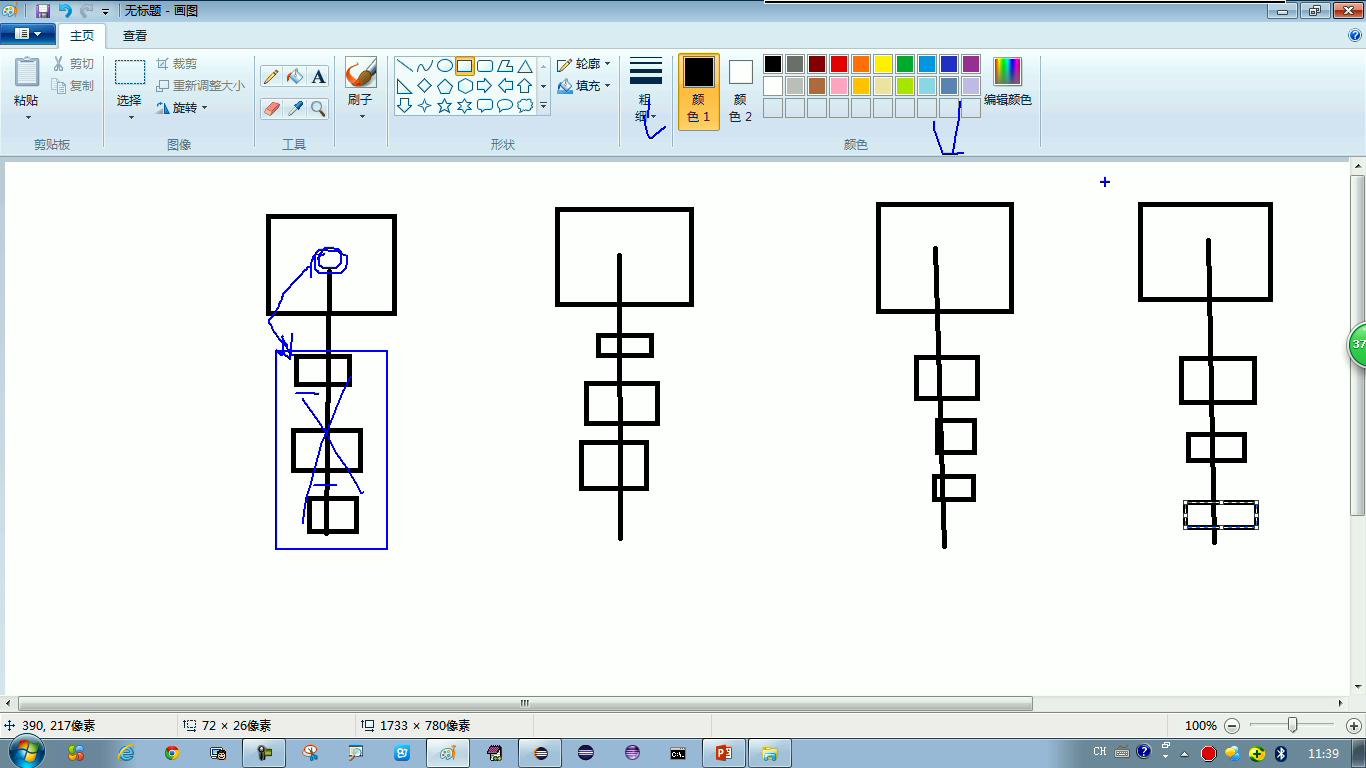 无标题 - 画图
主页 查看
粘贴 剪切 复制
选择 裁剪 重新调整大小 旋转
A
刷子
轮廓 填充
粗细
颜色 1
颜色 2
编辑颜色
剪贴板 图像 工具 形状 颜色
37
390, 217像素 72 × 26像素 1733 × 780像素 100%
CH 11:39